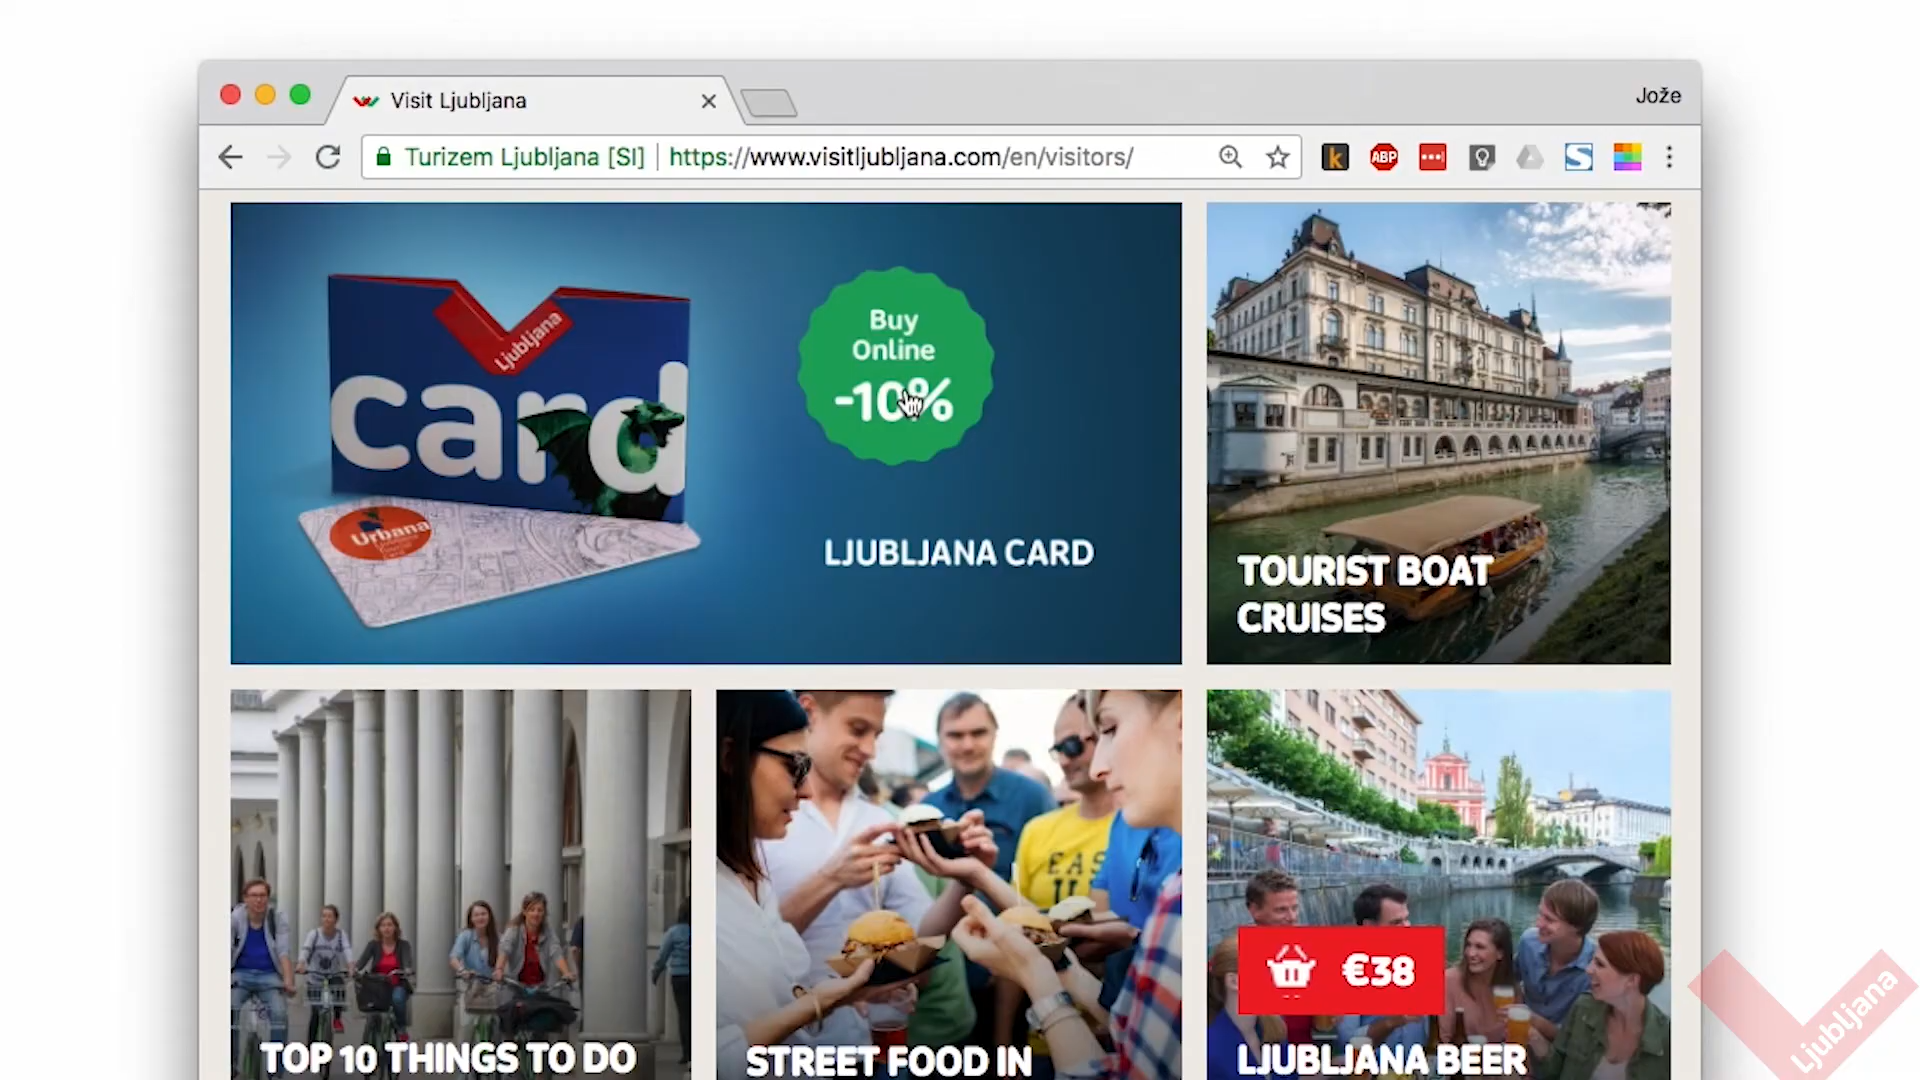 Visit Ljubljana
Jože
Turizem Ljubljana [SI] https://www.visitljubljana.com/en/visitors/
k
ABP
S
Ljubljana
card
Urbana
Buy
Online
-10%
LJUBLJANA CARD
TOURIST BOAT
CRUISES
TOP 10 THINGS TO DO
STREET FOOD IN
€38
LJUBLJANA BEER
Ljubljana